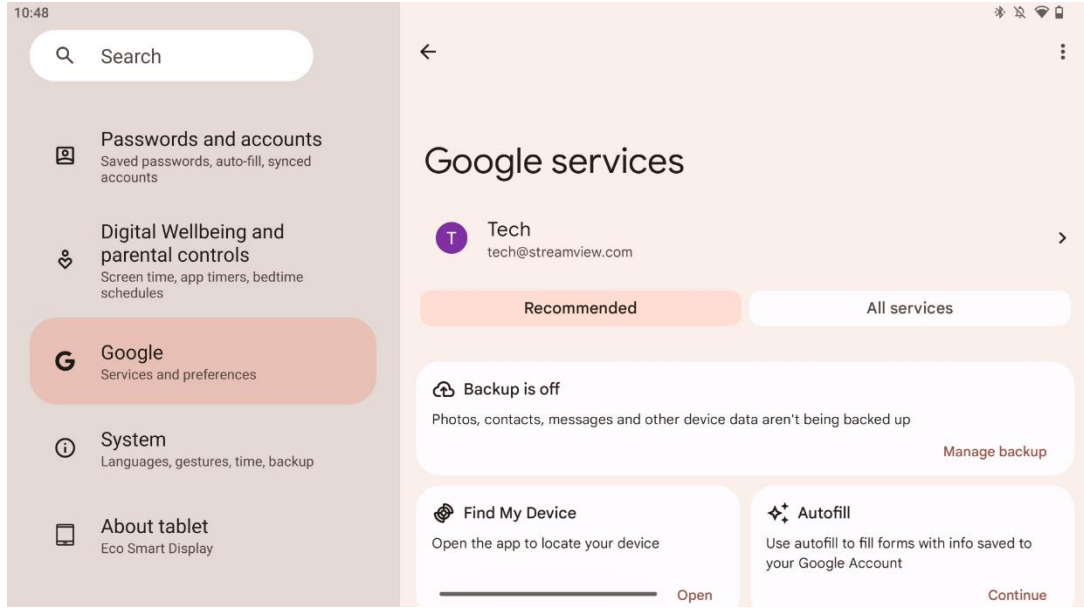 10:48
Search
Passwords and accounts
Saved passwords, auto-fill, synced
accounts
Digital Wellbeing and
parental controls
Screen time, app timers, bedtime
schedules
Google
Services and preferences
System
Languages, gestures, time, backup
About tablet
Eco Smart Display
Google services
T
Tech
tech@streamview.com
Recommended
All services
Backup is off
Photos, contacts, messages and other device data aren't being backed up
Manage backup
Find My Device
Open the app to locate your device
Open
Autofill
Use autofill to fill forms with info saved to
your Google Account
Continue